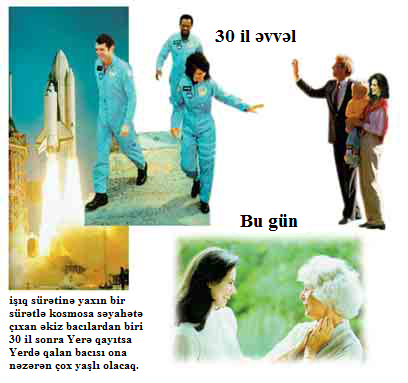 30 il əvvəl
Bu gün
işıq sürətinə yaxın bir
sürətlə kosmosa səyahətə
çıxan əkiz bacılardan biri
30 il sonra Yerə qayıtsa
Yerdə qalan bacısı ona
nəzərən çox yaşlı olacaq.